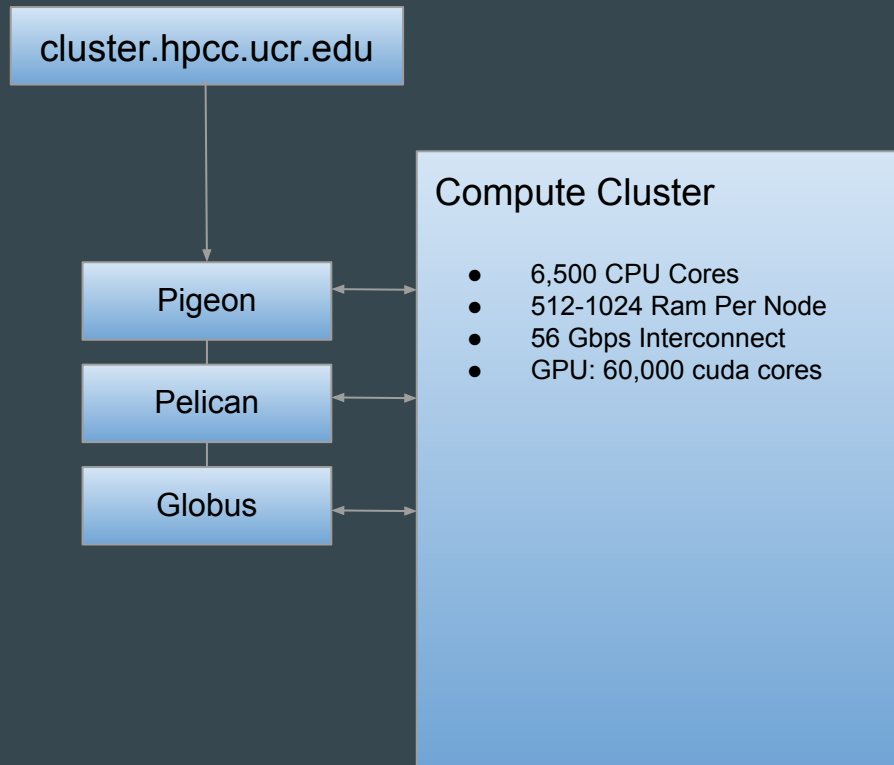 cluster.hpcc.ucr.edu
Pigeon
Pelican
Globus
Compute Cluster
● 6,500 CPU Cores
● 512-1024 Ram Per Node
● 56 Gbps Interconnect
● GPU: 60,000 cuda cores